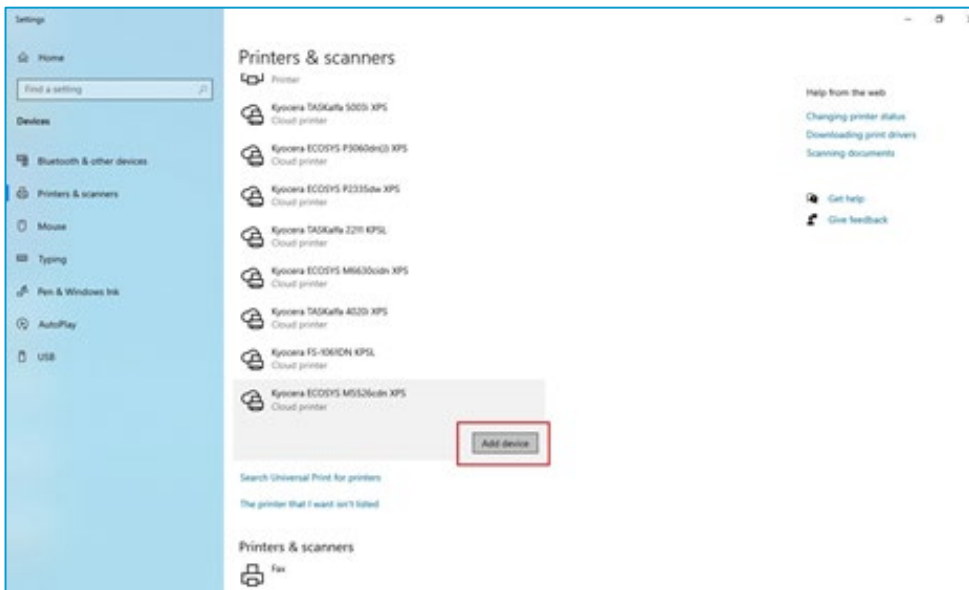 Settings
Home
Find a setting
Devices
Bluetooth & other devices
Printers & scanners
Mouse
Typing
Pen & Windows Ink
AutoPlay
USB
Printers & scanners
Printer
Kyocera TASKalfa 5003i XPS
Cloud printer
Kyocera ECOSYS P3060dn(J) XPS
Cloud printer
Kyocera ECOSYS P2335dw XPS
Cloud printer
Kyocera TASKalfa 2211 KPSL
Cloud printer
Kyocera ECOSYS M6630cidn XPS
Cloud printer
Kyocera TASKalfa 4020i XPS
Cloud printer
Kyocera FS-1061DN KPSL
Cloud printer
Kyocera ECOSYS M5526cdn XPS
Cloud printer
Add device
Search Universal Print for printers
The printer that I want isn't listed
Printers & scanners
Fax
Help from the web
Changing printer status
Downloading print drivers
Scanning documents
Get help
Give feedback